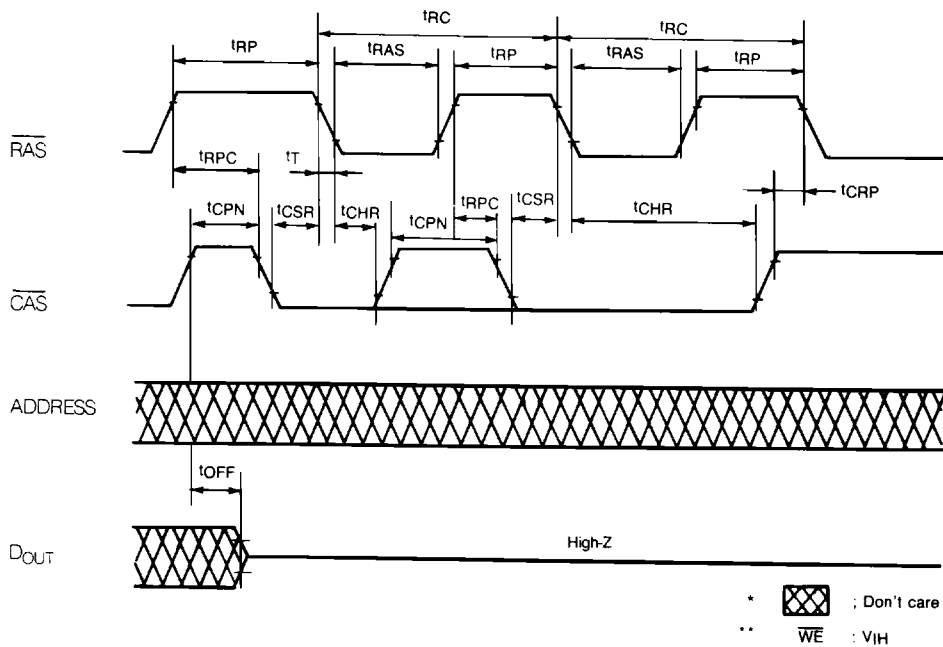 tRC tRC
tRP tRAS tRP tRAS tRP
RAS
tRPC tT tCRP
tCPN tCSR tCHR tCPN tRPC tCSR tCHR
CAS
ADDRESS
tOFF
DOUT High-Z
* ; Don't care
** WE : VIH